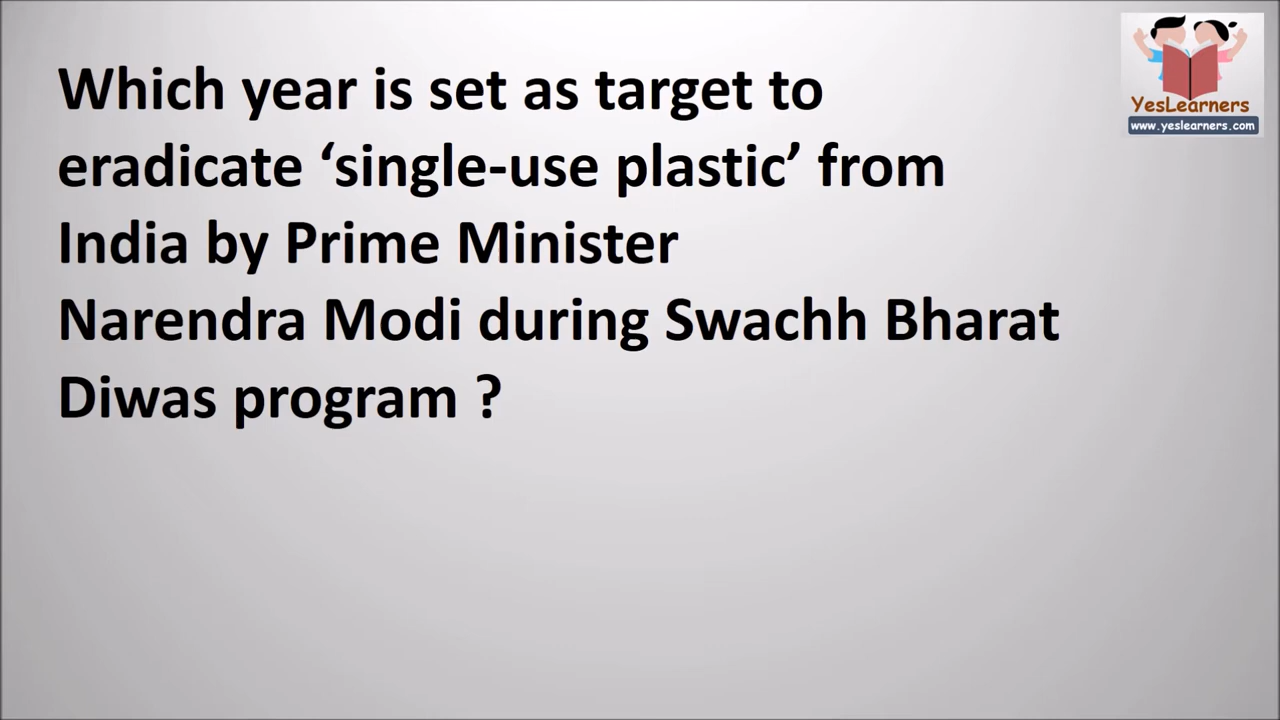 Which year is set as target to
eradicate ‘single-use plastic’ from
India by Prime Minister
Narendra Modi during Swachh Bharat
Diwas program ?
YesLearners
www.yeslearners.com